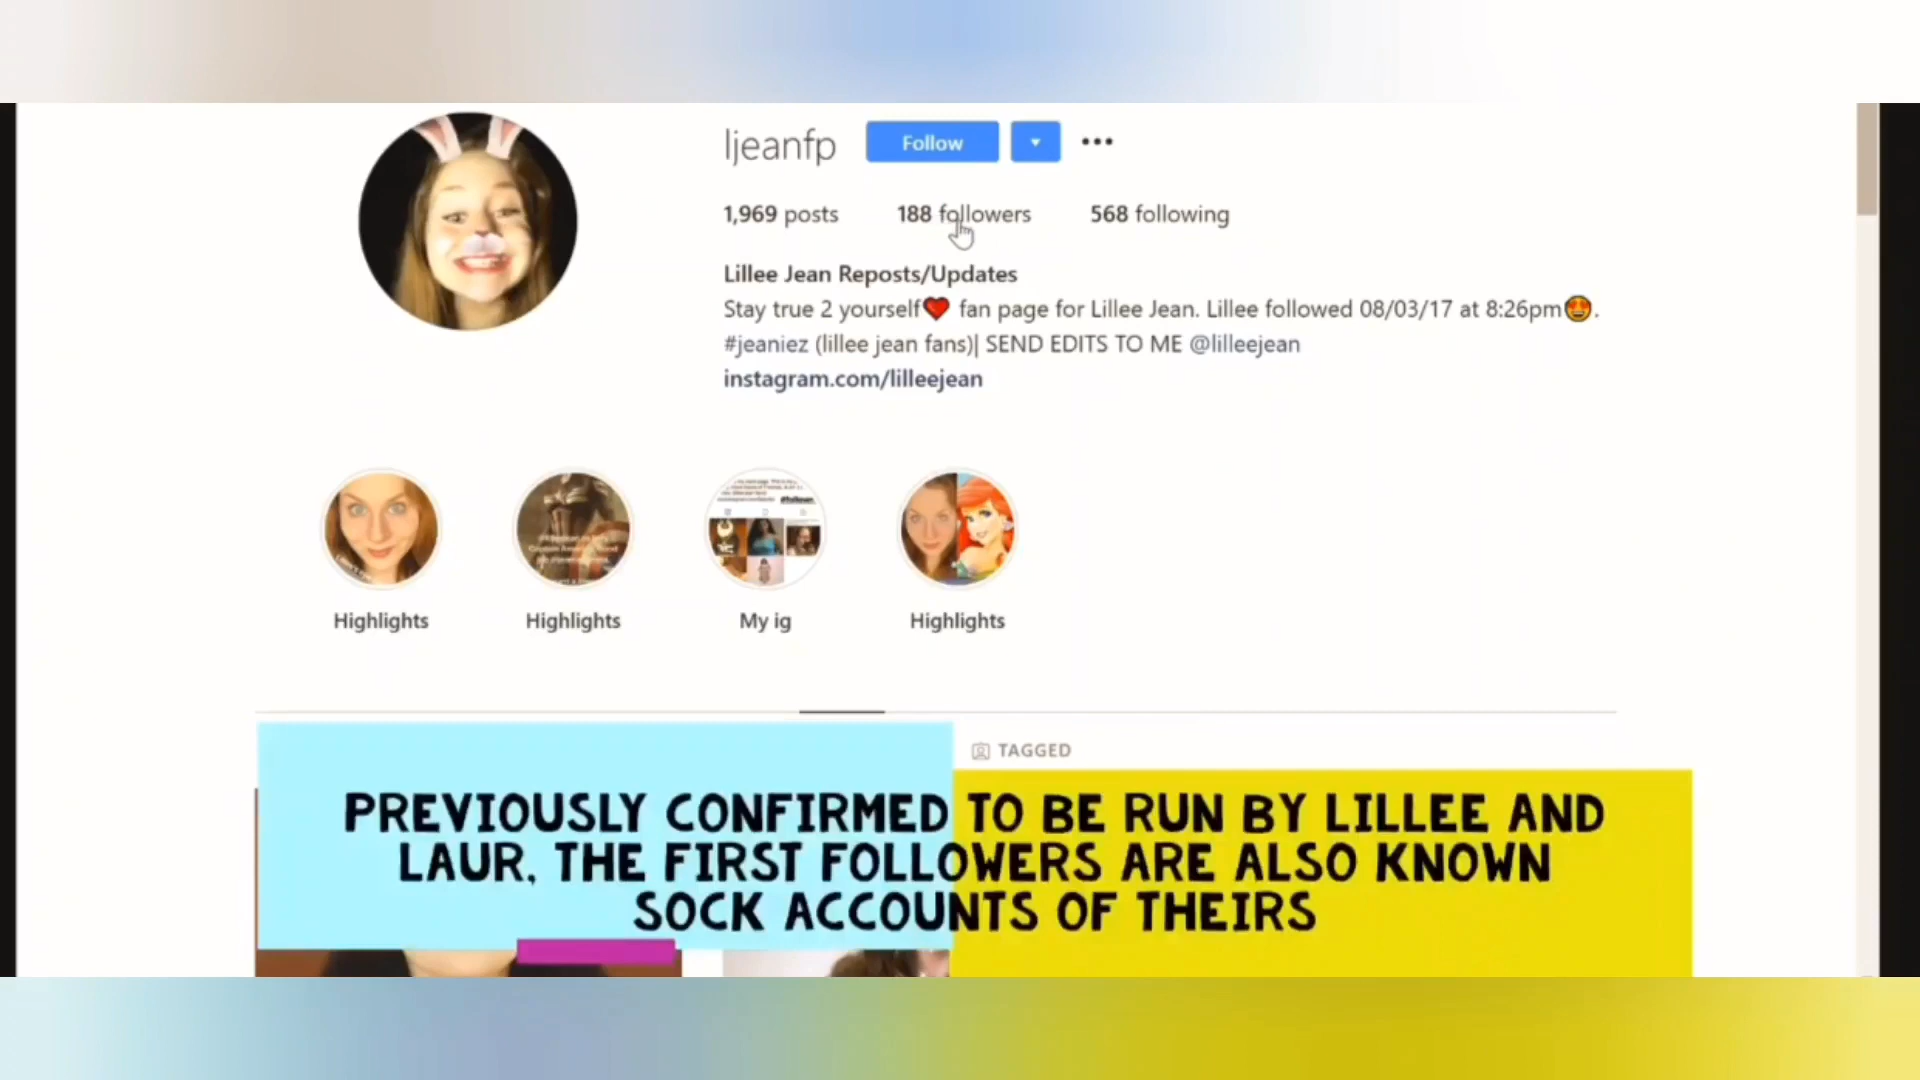 ljeanfp Follow
1,969 posts 188 followers 568 following
Lillee Jean Reposts/Updates
Stay true 2 yourself❤️ fan page for Lillee Jean. Lillee followed 08/03/17 at 8:26pm🤩.
#jeaniez (lillee jean fans)| SEND EDITS TO ME @lilleejean
instagram.com/lilleejean
Highlights Highlights My ig Highlights
TAGGED
PREVIOUSLY CONFIRMED TO BE RUN BY LILLEE AND
LAUR, THE FIRST FOLLOWERS ARE ALSO KNOWN
SOCK ACCOUNTS OF THEIRS